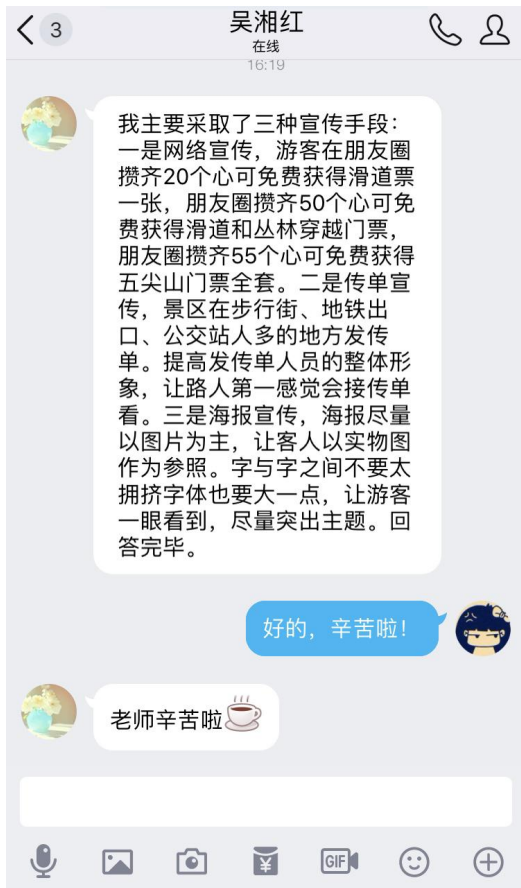 3
吴湘红
在线
16:19
我主要采取了三种宣传手段：
一是网络宣传，游客在朋友圈
攒齐20个心可免费获得滑道票
一张，朋友圈攒齐50个心可免
费获得滑道和丛林穿越门票，
朋友圈攒齐55个心可免费获得
五尖山门票全套。二是传单宣
传，景区在步行街、地铁出
口、公交站人多的地方发传
单。提高发传单人员的整体形
象，让路人第一感觉会接传单
看。三是海报宣传，海报尽量
以图片为主，让客人以实物图
作为参照。字与字之间不要太
拥挤字体也要大一点，让游客
一眼看到，尽量突出主题。回
答完毕。
好的，辛苦啦！
老师辛苦啦
GIF